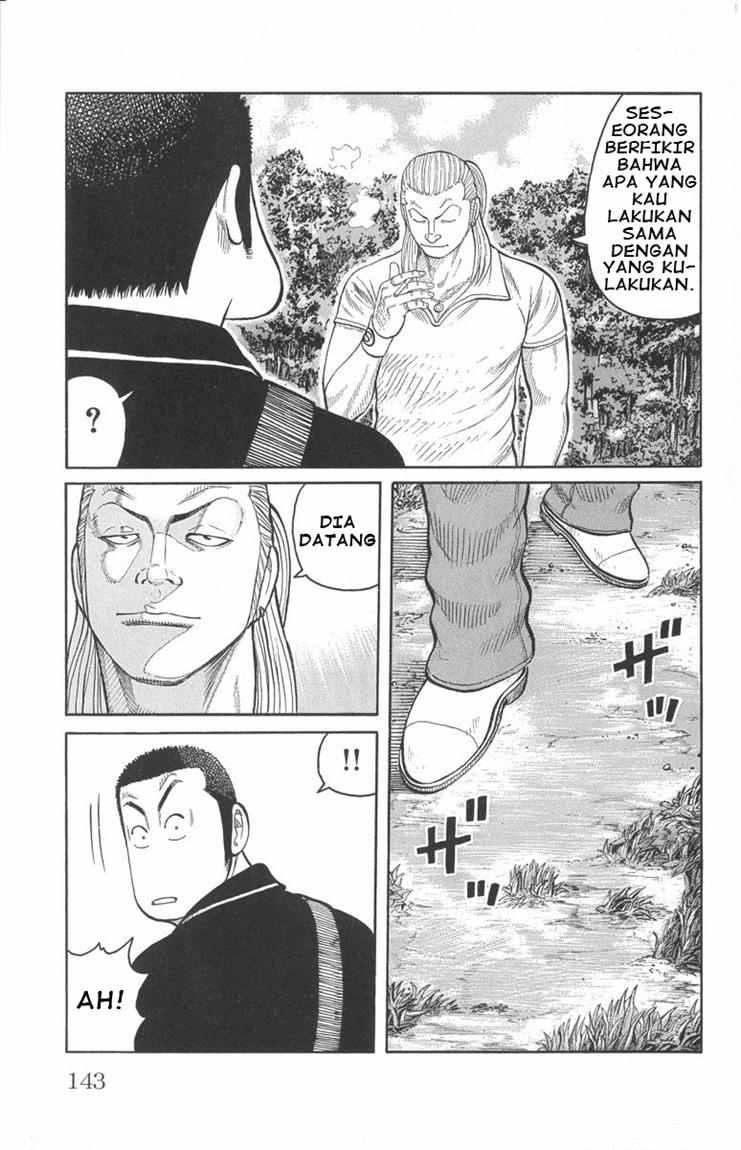 SES-
EORANG
BERFIKIR
BAHWA
APA YANG
KAU
LAKUKAN
SAMA
DENGAN
YANG KU-
LAKUKAN.
?
DIA
DATANG
ザッ
ザッ
!!
AH!
143